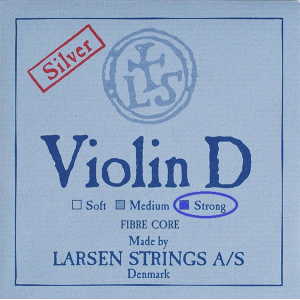 Silver
LS
Violin D
Soft Medium Strong
FIBRE CORE
Made by
LARSEN STRINGS A/S
Denmark